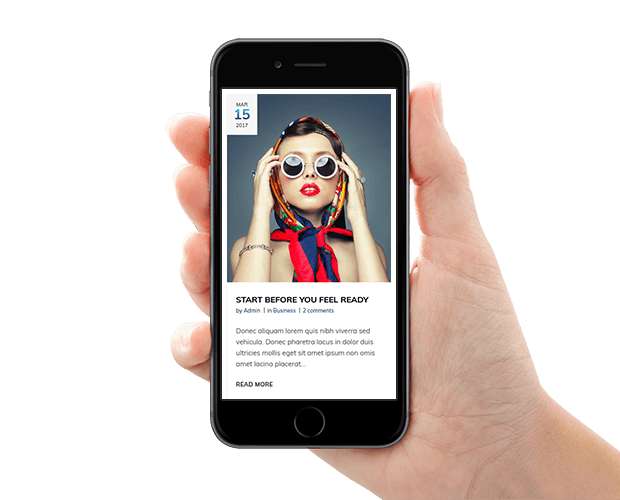 MAR
15
2017
START BEFORE YOU FEEL READY
by Admin | in Business | 2 comments
Donec aliquam lorem quis nibh viverra sed
vehicula. Donec pharetra lacus in dolor duis
ultricies mollis eget sit amet ipsum non omis
amet lacina placerat...
READ MORE